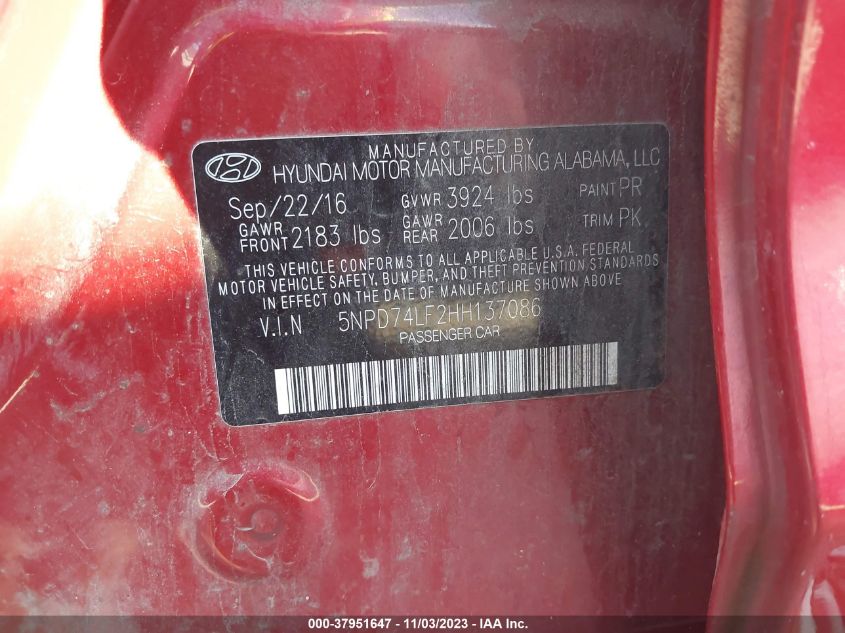 MANUFACTURED BY
HYUNDAI MOTOR MANUFACTURING ALABAMA, LLC
Sep/22/16 GVWR 3924 lbs PAINT PR
GAWR FRONT 2183 lbs GAWR REAR 2006 lbs TRIM PK
THIS VEHICLE CONFORMS TO ALL APPLICABLE U.S.A. FEDERAL
MOTOR VEHICLE SAFETY, BUMPER, AND THEFT PREVENTION STANDARDS
IN EFFECT ON THE DATE OF MANUFACTURE SHOWN ABOVE
V.I.N 5NPD74LF2HH137086
PASSENGER CAR
000-37951647 - 11/03/2023 - IAA Inc.